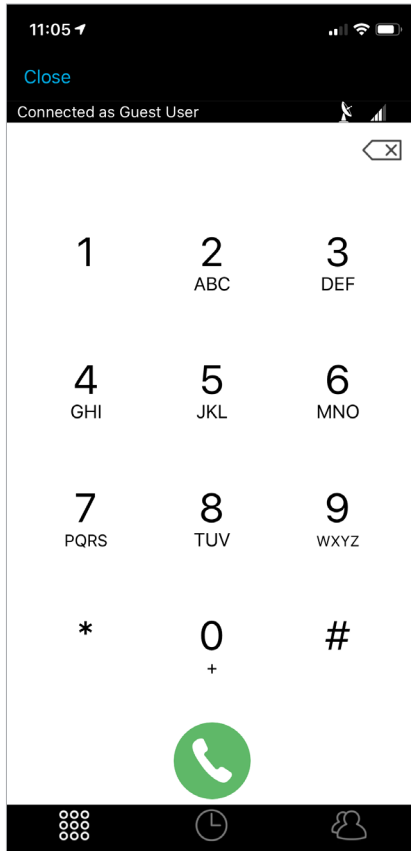 11:05
Close
Connected as Guest User
1 2 3
ABC DEF
4 5 6
GHI JKL MNO
7 8 9
PQRS TUV WXYZ
* 0 #
+